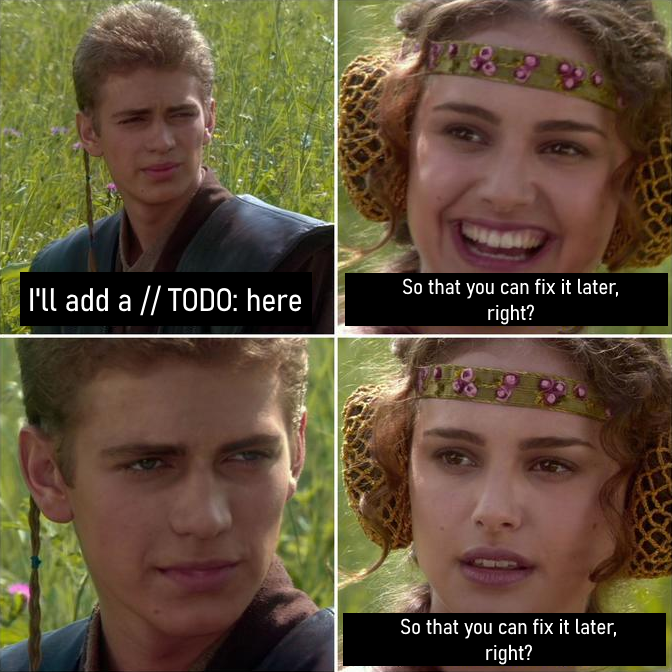 I'll add a // TODO: here
So that you can fix it later,
right?
So that you can fix it later,
right?